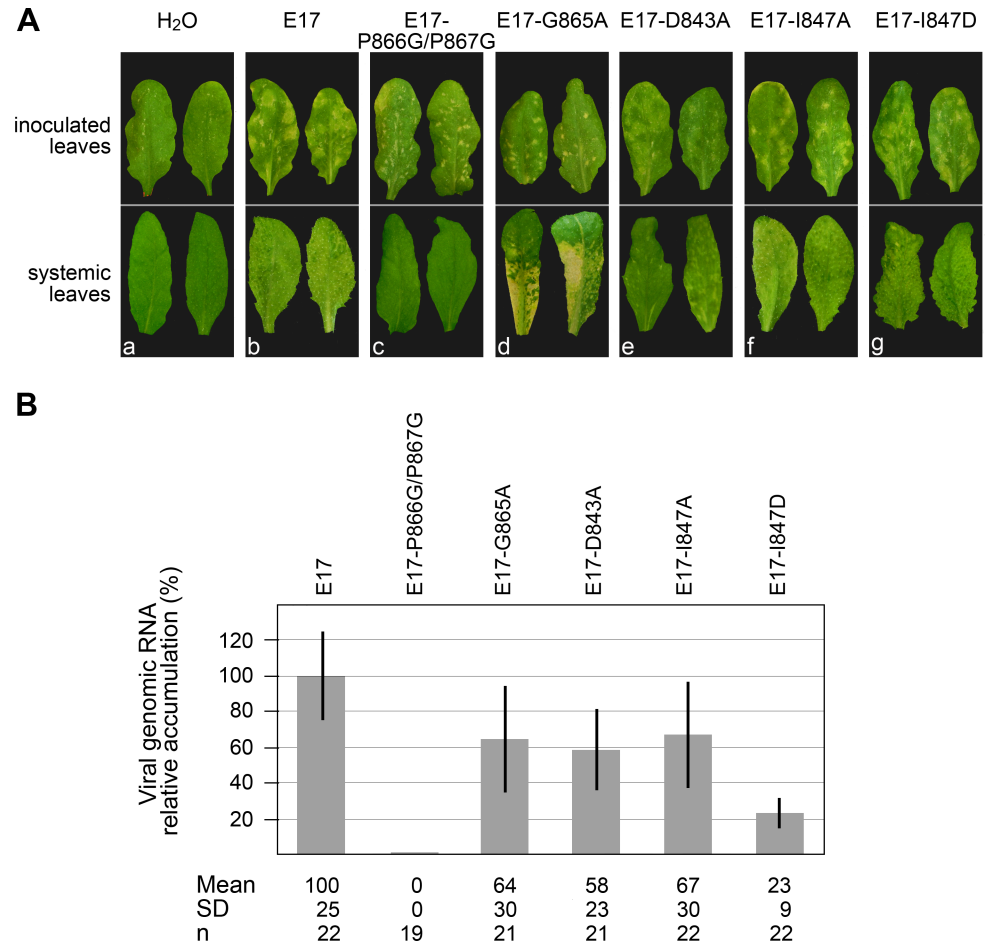 A
H2O E17 E17-P866G/P867G E17-G865A E17-D843A E17-I847A E17-I847D
inoculated
leaves
systemic
leaves
a b c d e f g
B
E17 E17-P866G/P867G E17-G865A E17-D843A E17-I847A E17-I847D
Viral genomic RNA
relative accumulation (%)
120
100
80
60
40
20
Mean 100 0 64 58 67 23
SD 25 0 30 23 30 9
n 22 19 21 21 22 22